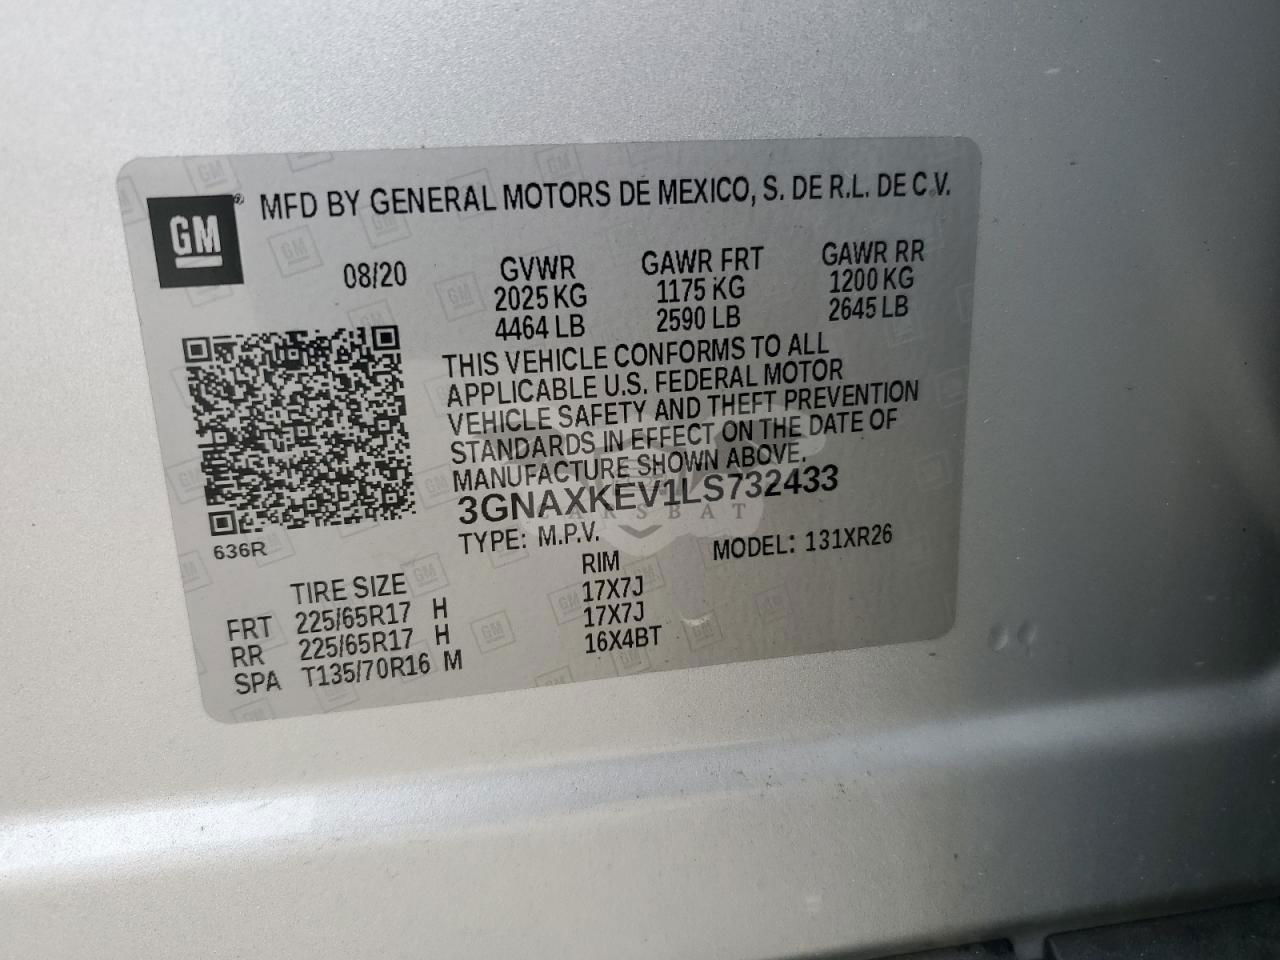 GM
MFD BY GENERAL MOTORS DE MEXICO, S. DE R.L. DE C.V.
08/20 GVWR GAWR FRT GAWR RR
2025 KG 1175 KG 1200 KG
4464 LB 2590 LB 2645 LB
THIS VEHICLE CONFORMS TO ALL
APPLICABLE U.S. FEDERAL MOTOR
VEHICLE SAFETY AND THEFT PREVENTION
STANDARDS IN EFFECT ON THE DATE OF
MANUFACTURE SHOWN ABOVE.
3GNAXKEV1LS732433
TYPE: M.P.V. MODEL: 131XR26
636R
TIRE SIZE RIM
FRT 225/65R17 H 17X7J
RR 225/65R17 H 17X7J
SPA T135/70R16 M 16X4BT